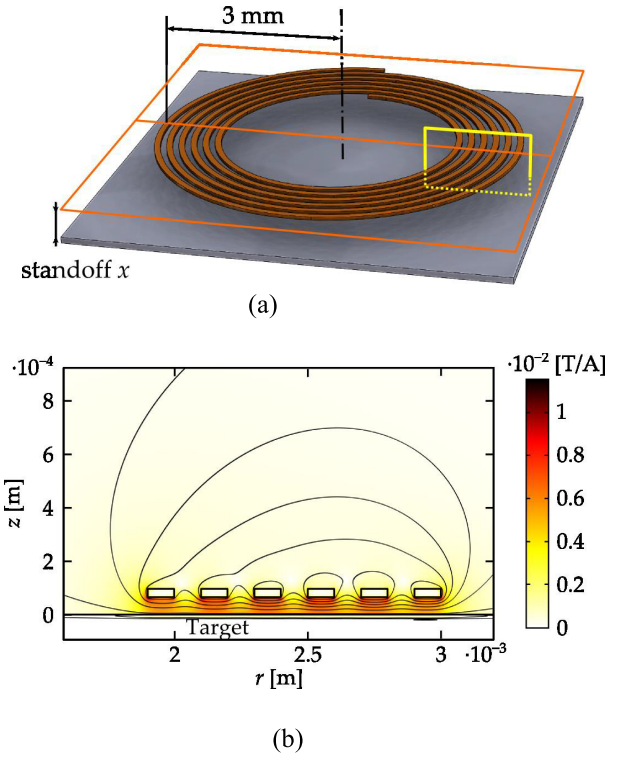 3 mm
standoff x
(a)
·10⁻⁴
·10⁻² [T/A]
8
6
4
2
0
z [m]
1
0.8
0.6
0.4
0.2
0
Target
2
2.5
3
·10⁻³
r [m]
(b)